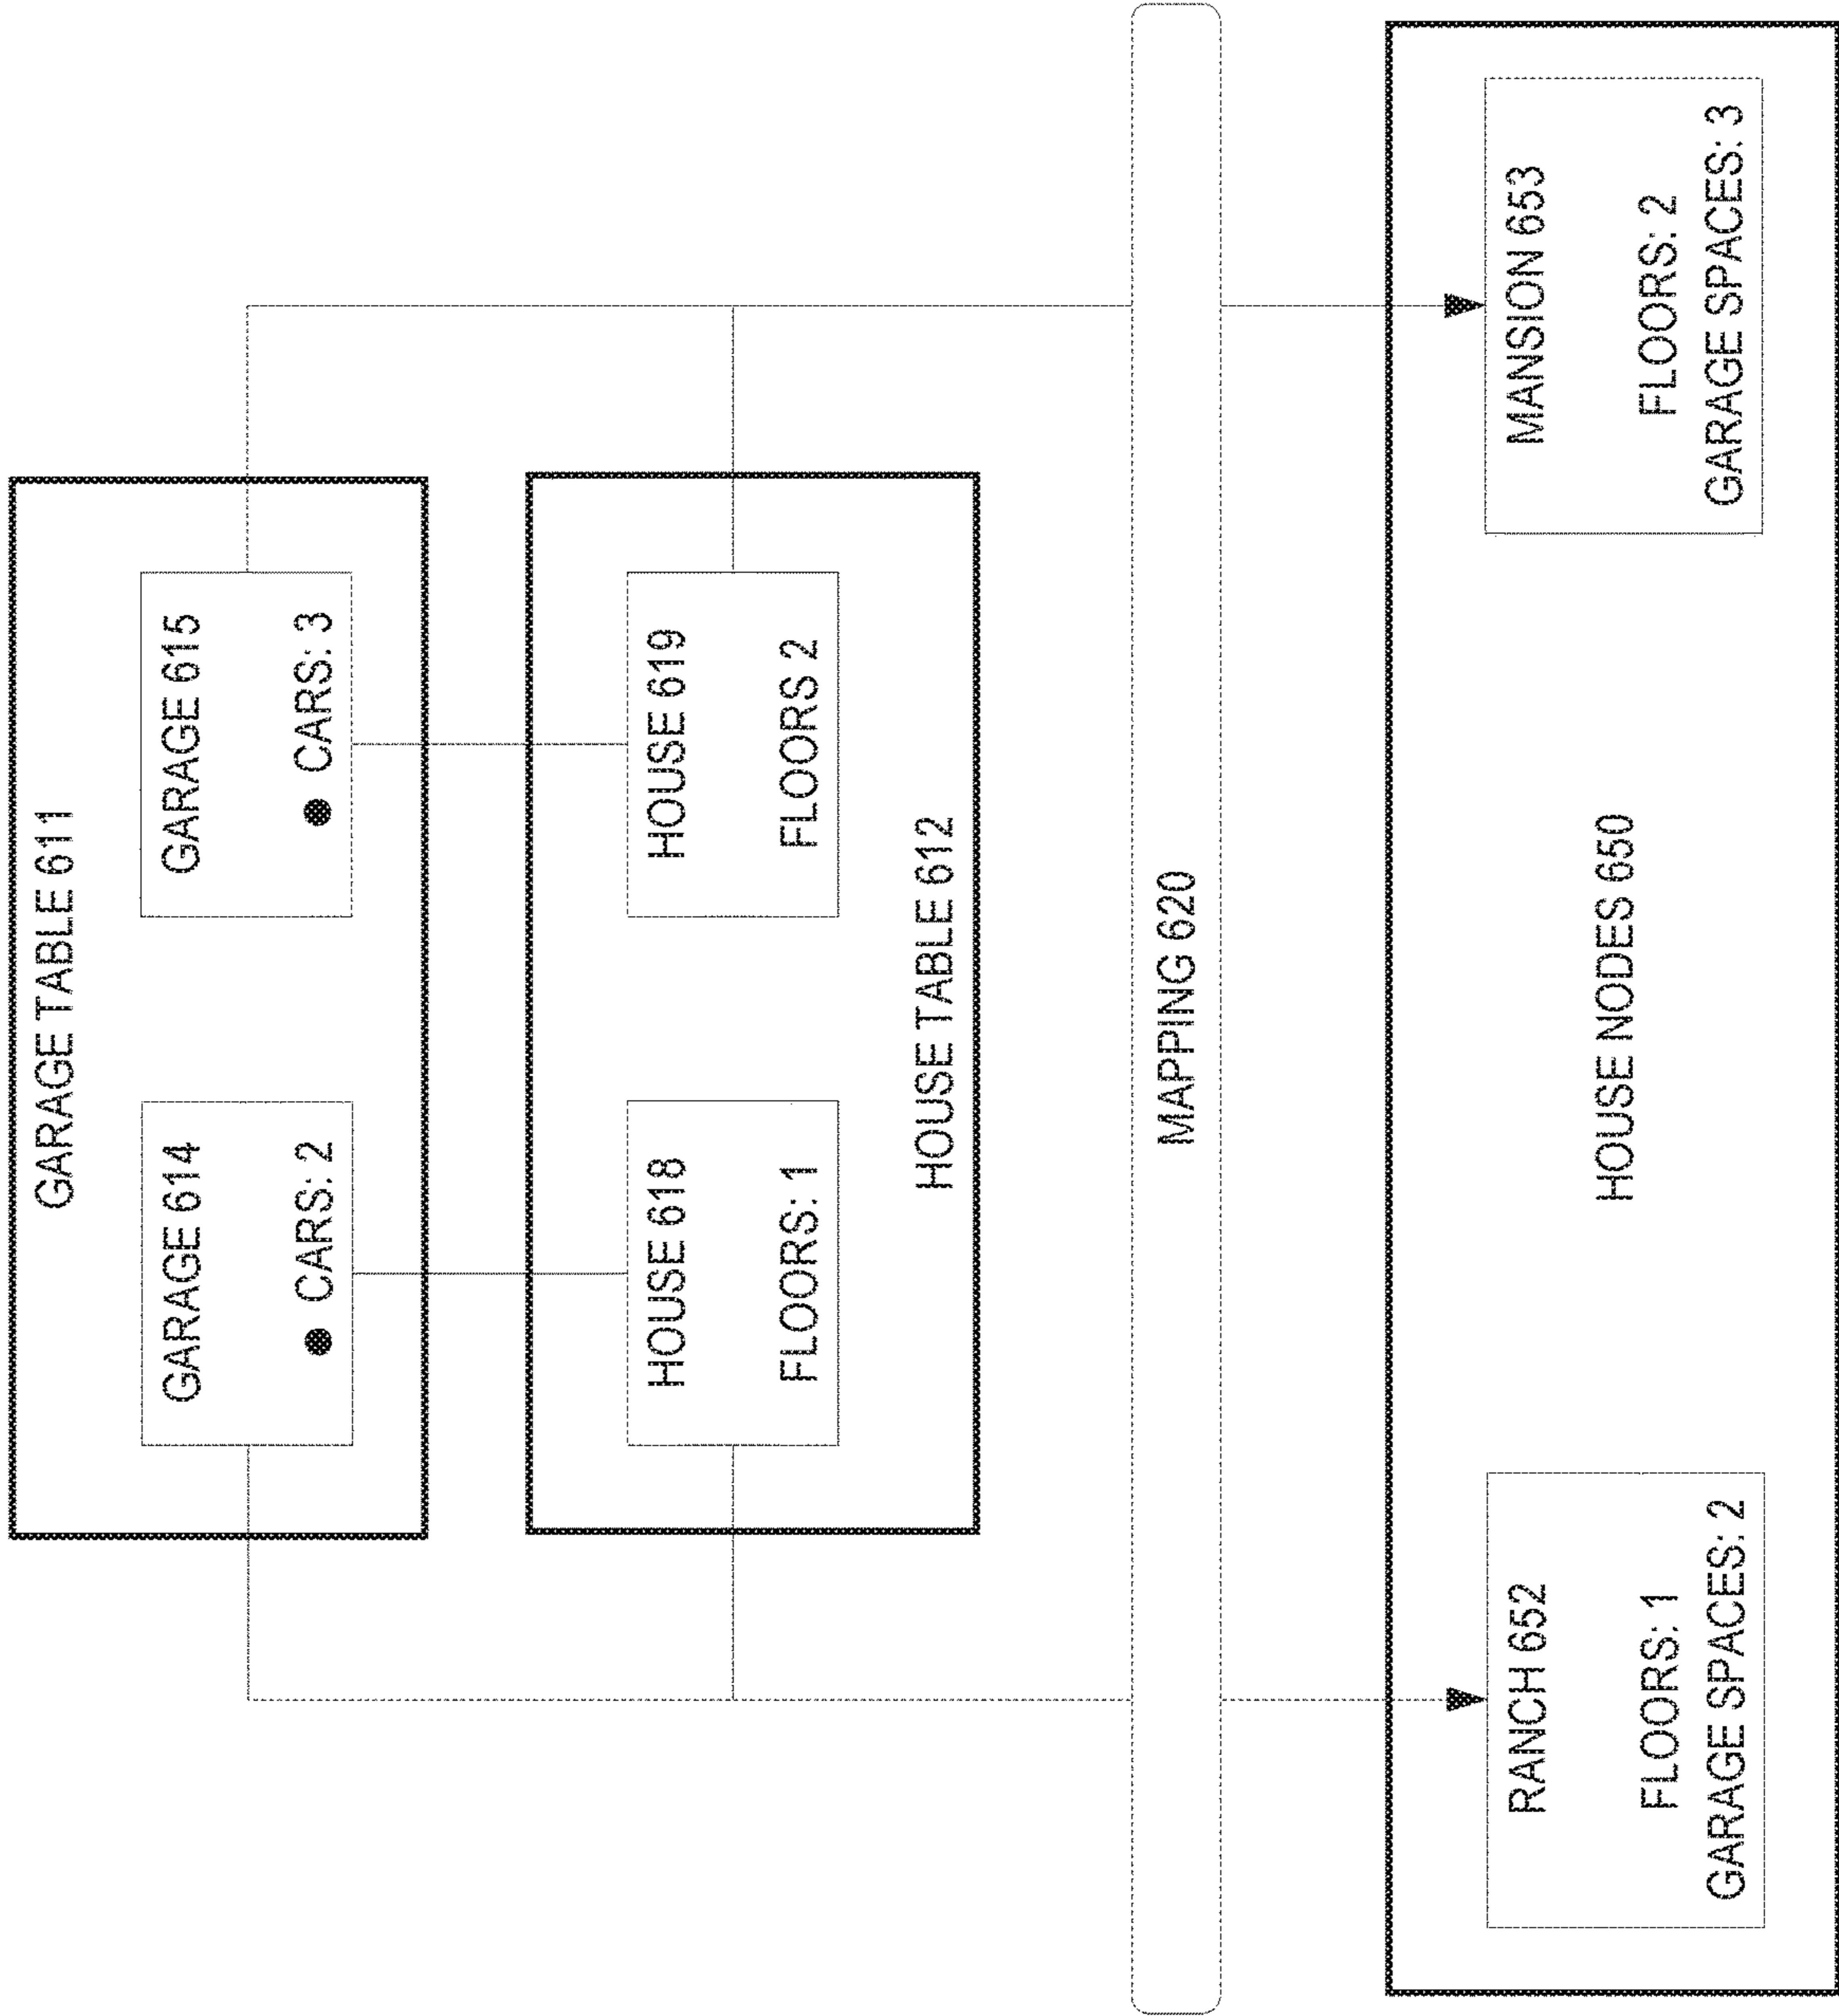 GARAGE TABLE 611
GARAGE 614
● CARS: 2
GARAGE 615
● CARS: 3
HOUSE 618
FLOORS: 1
HOUSE 619
FLOORS 2
HOUSE TABLE 612
MAPPING 620
RANCH 652
FLOORS: 1
GARAGE SPACES: 2
HOUSE NODES 650
MANSION 653
FLOORS: 2
GARAGE SPACES: 3